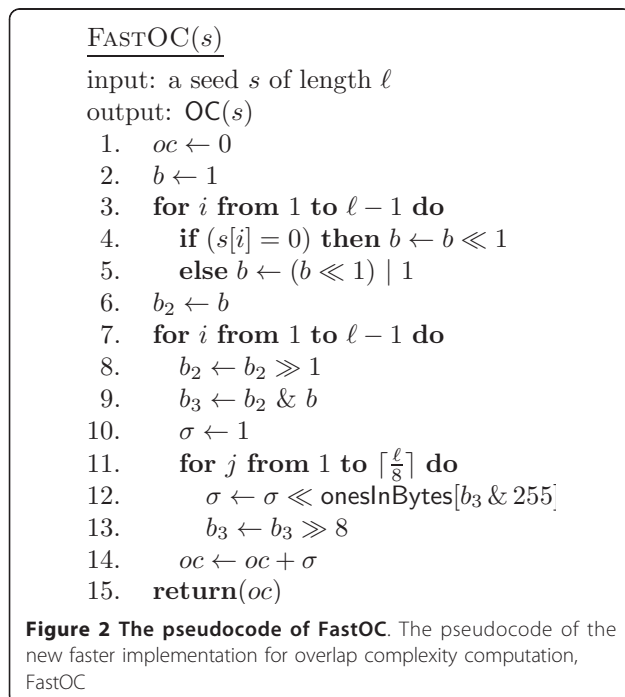 FASTOC(s)
input: a seed s of length ℓ
output: OC(s)
1. oc ← 0
2. b ← 1
3. for i from 1 to ℓ − 1 do
4. if (s[i] = 0) then b ← b ≪ 1
5. else b ← (b ≪ 1) | 1
6. b₂ ← b
7. for i from 1 to ℓ − 1 do
8. b₂ ← b₂ ≫ 1
9. b₃ ← b₂ & b
10. σ ← 1
11. for j from 1 to ⌈ℓ/8⌉ do
12. σ ← σ ≪ onesInBytes[b₃ & 255]
13. b₃ ← b₃ ≫ 8
14. oc ← oc + σ
15. return(oc)
Figure 2 The pseudocode of FastOC. The pseudocode of the
new faster implementation for overlap complexity computation,
FastOC